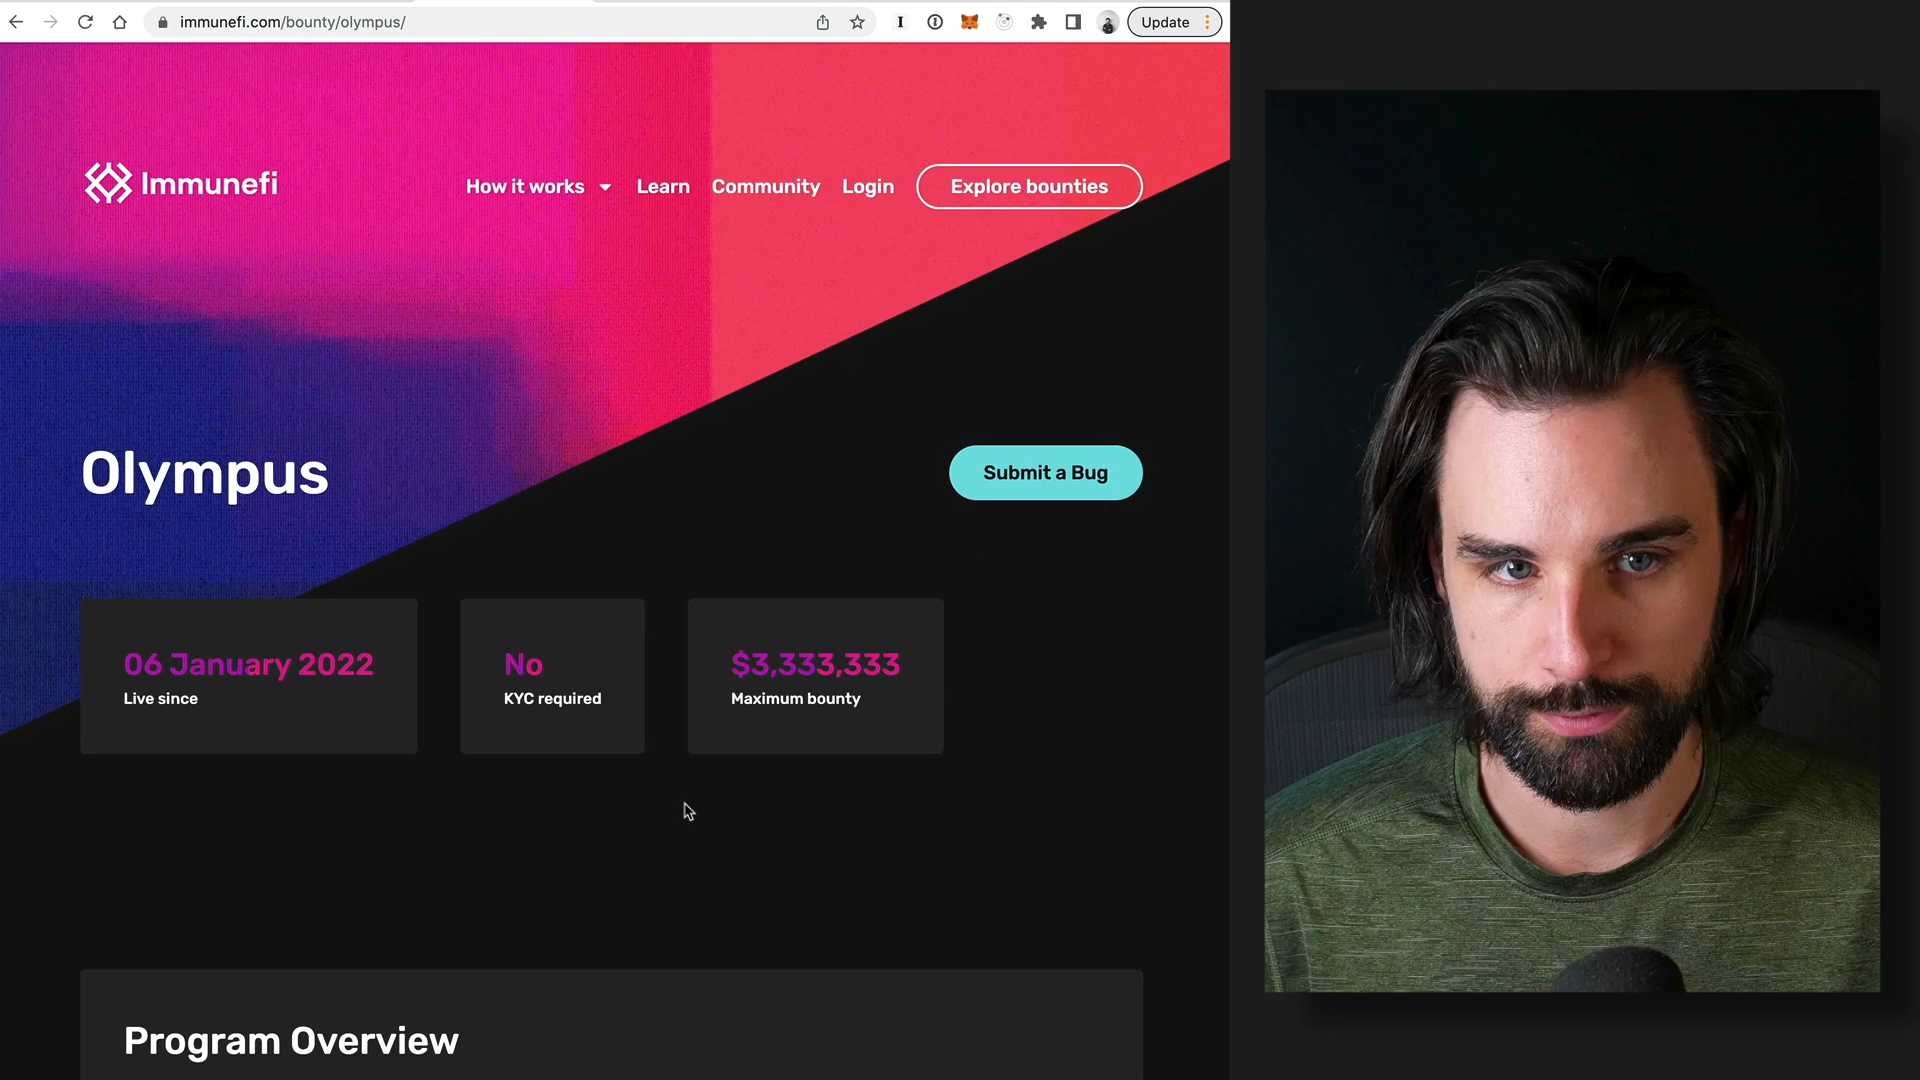 immunefi.com/bounty/olympus/
Update
Immunefi
How it works
Learn
Community
Login
Explore bounties
Olympus
Submit a Bug
06 January 2022
Live since
No
KYC required
$3,333,333
Maximum bounty
Program Overview